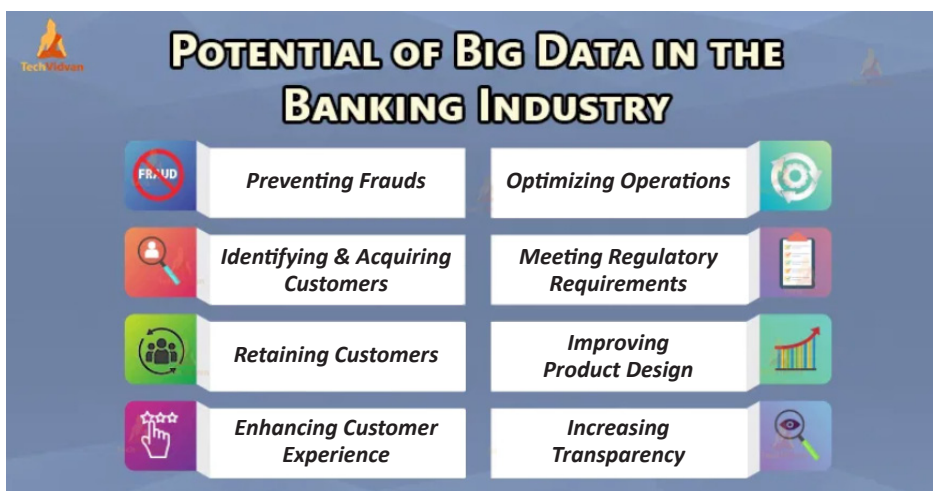 TechVidvan
POTENTIAL OF BIG DATA IN THE
BANKING INDUSTRY
FRAUD
Preventing Frauds
Optimizing Operations
Identifying & Acquiring
Customers
Meeting Regulatory
Requirements
Retaining Customers
Improving
Product Design
Enhancing Customer
Experience
Increasing
Transparency